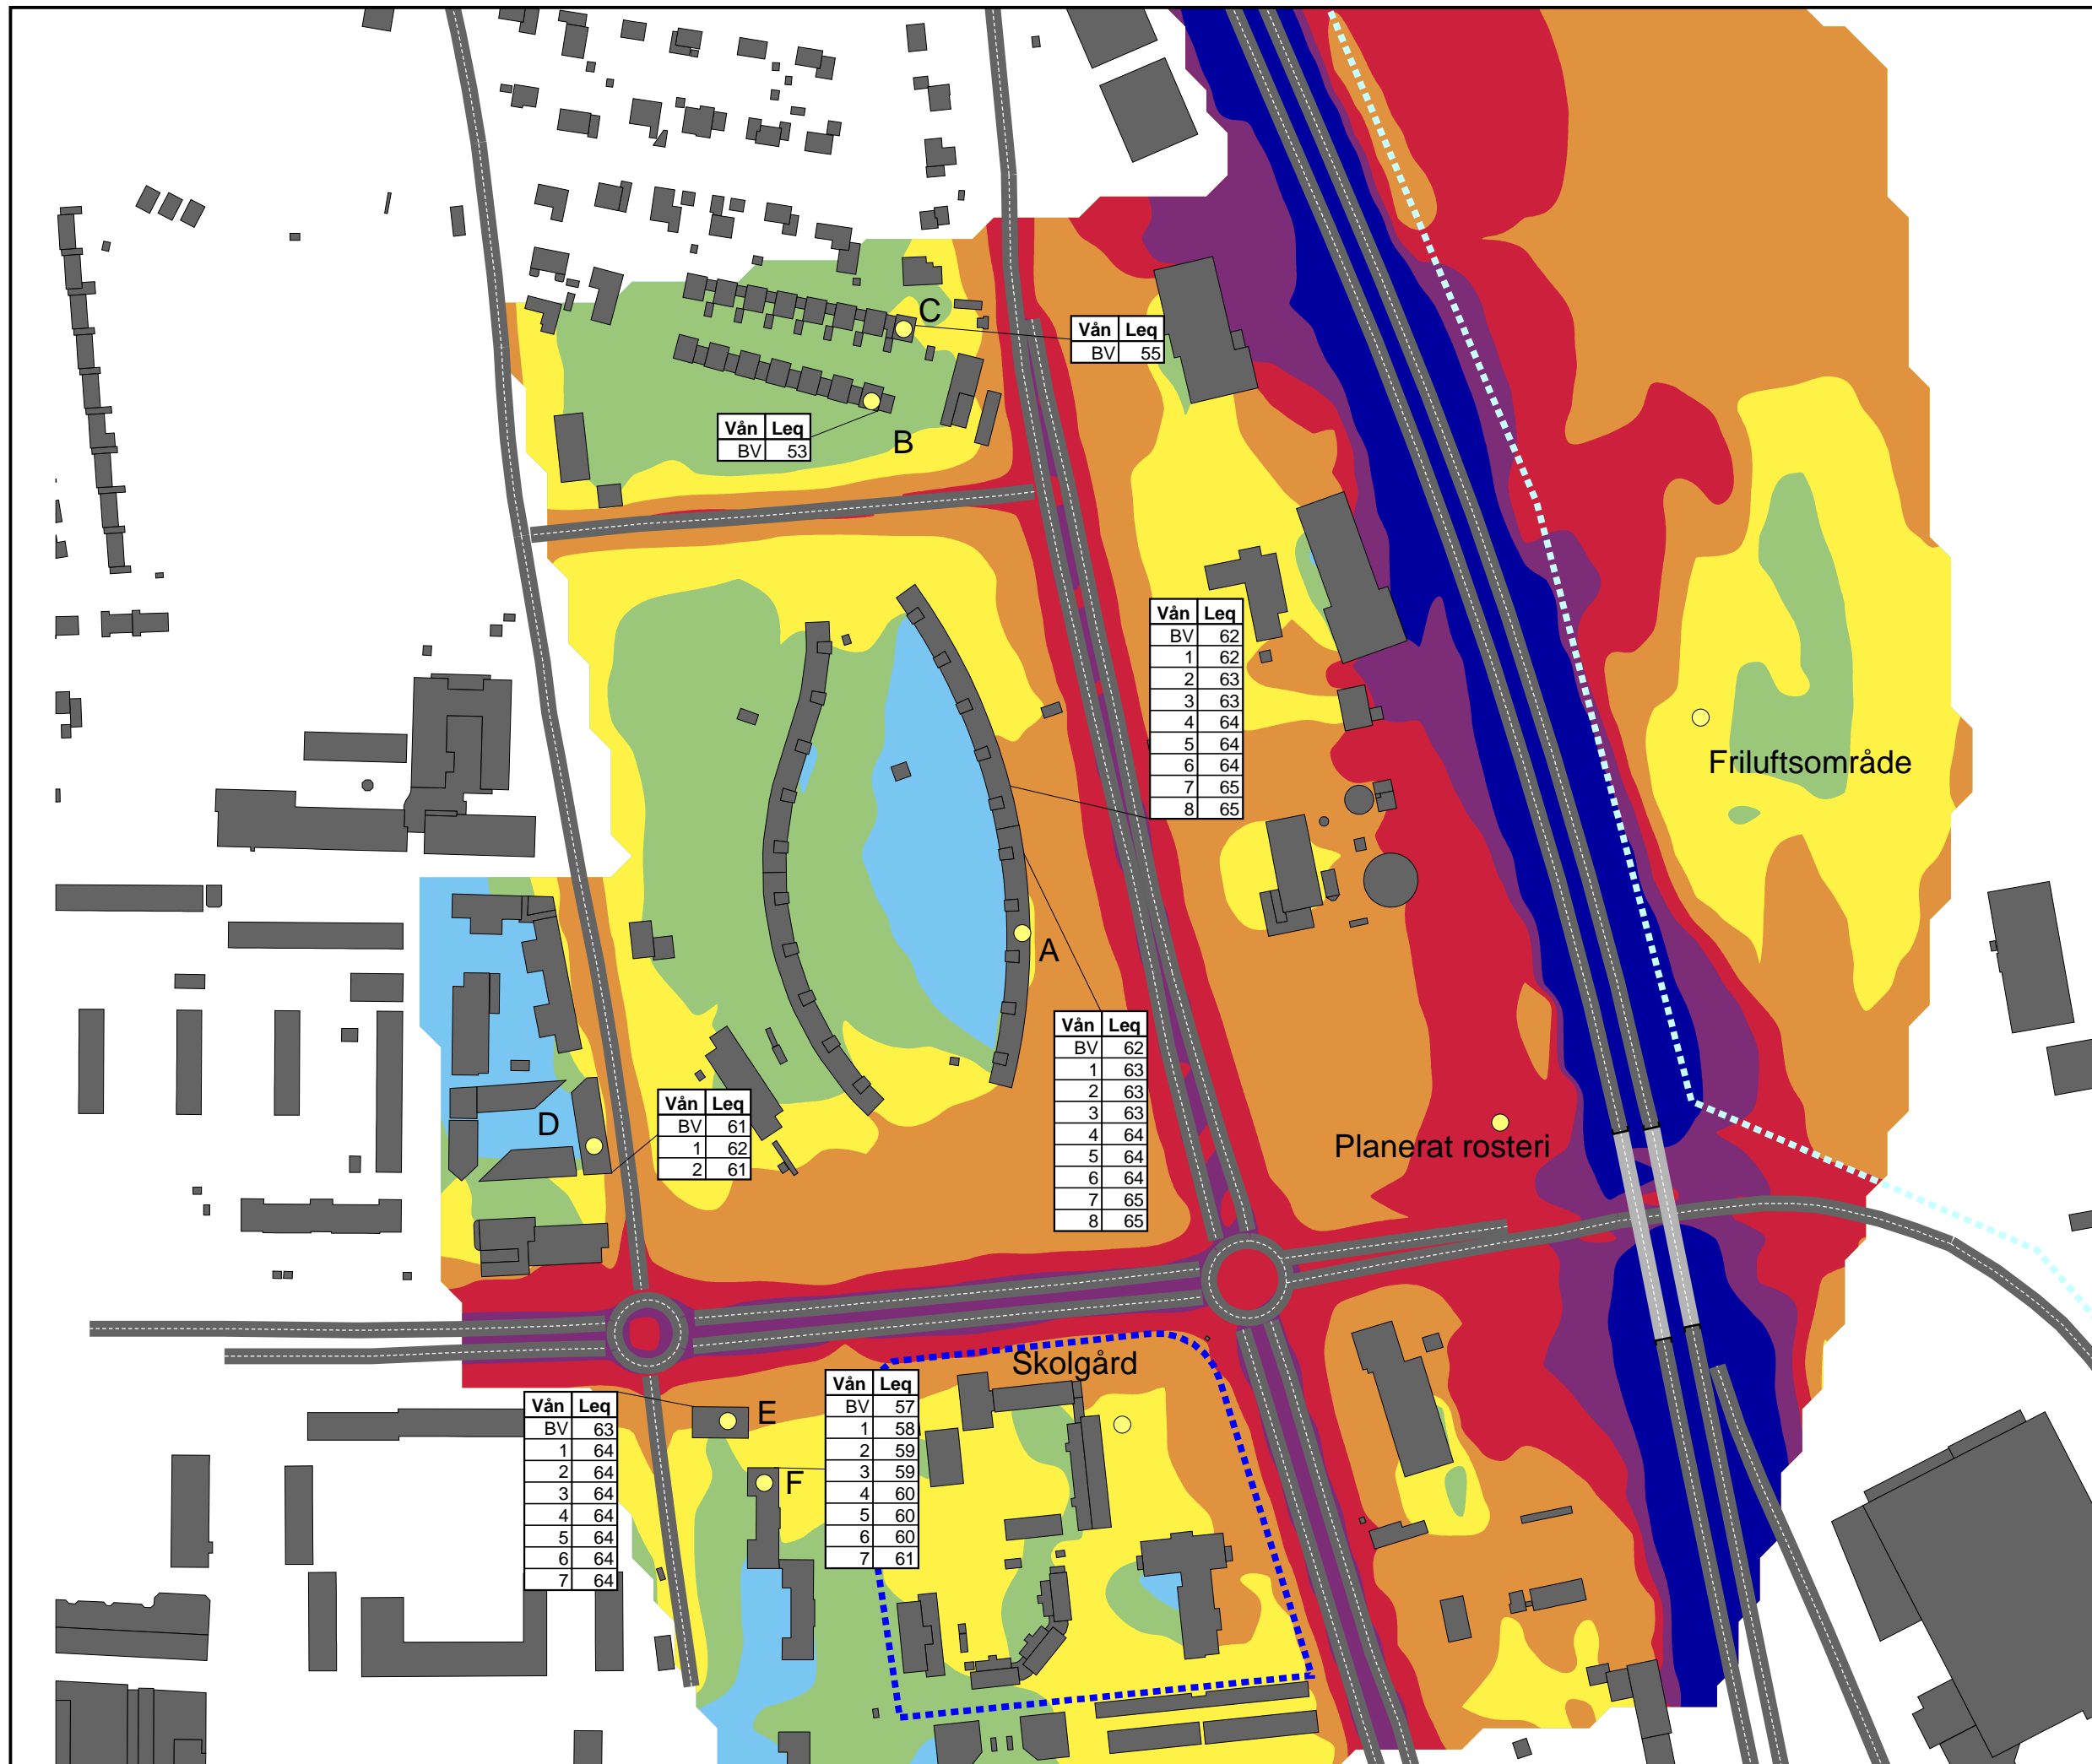 C
Vån Leq
BV 55
Vån Leq
BV 53
B
Vån Leq
BV 62
1 62
2 63
3 63
4 64
5 64
6 64
7 65
8 65
Friluftsområde
A
Vån Leq
BV 62
1 63
2 63
3 63
4 64
5 64
6 64
7 65
8 65
D
Vån Leq
BV 61
1 62
2 61
Planerat rosteri
Skolgård
Vån Leq
BV 63
1 64
2 64
3 64
4 64
5 64
6 64
7 64
E
Vån Leq
BV 57
1 58
2 59
3 59
4 60
5 60
6 60
7 61
F